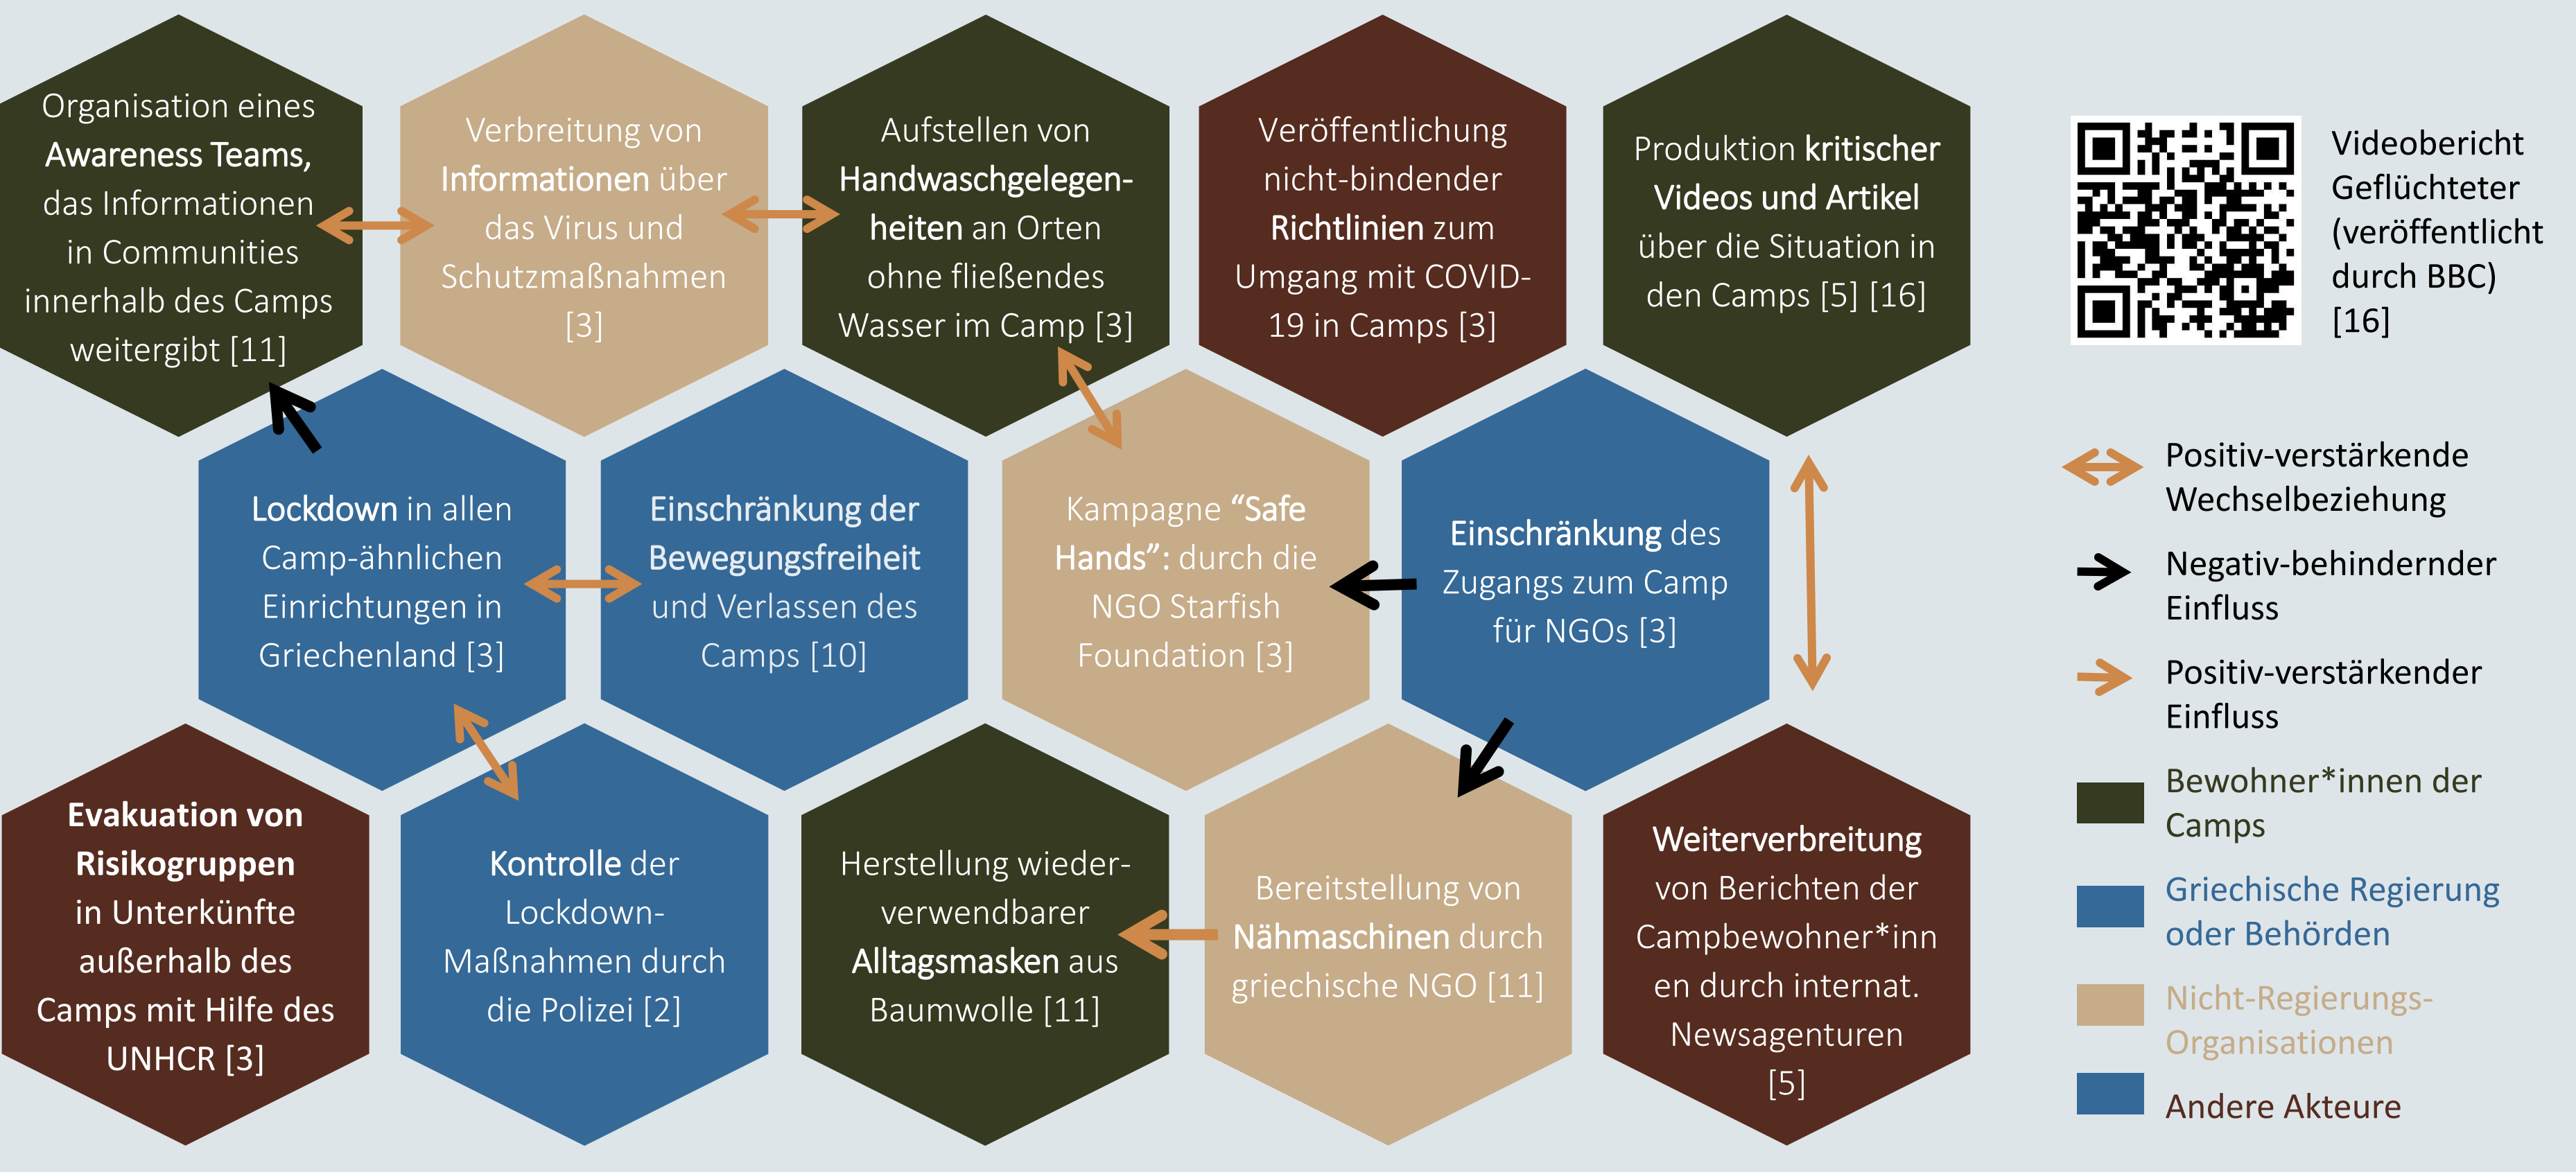 Organisation eines
Awareness Teams,
das Informationen
in Communities
innerhalb des Camps
weitergibt [11]
Verbreitung von
Informationen über
das Virus und
Schutzmaßnahmen
[3]
Aufstellen von
Handwaschgelegen-
heiten an Orten
ohne fließendes
Wasser im Camp [3]
Veröffentlichung
nicht-bindender
Richtlinien zum
Umgang mit COVID-
19 in Camps [3]
Produktion kritischer
Videos und Artikel
über die Situation in
den Camps [5] [16]
Lockdown in allen
Camp-ähnlichen
Einrichtungen in
Griechenland [3]
Einschränkung der
Bewegungsfreiheit
und Verlassen des
Camps [10]
Kampagne “Safe
Hands”: durch die
NGO Starfish
Foundation [3]
Einschränkung des
Zugangs zum Camp
für NGOs [3]
Evakuation von
Risikogruppen
in Unterkünfte
außerhalb des
Camps mit Hilfe des
UNHCR [3]
Kontrolle der
Lockdown-
Maßnahmen durch
die Polizei [2]
Herstellung wieder-
verwendbarer
Alltagsmasken aus
Baumwolle [11]
Bereitstellung von
Nähmaschinen durch
griechische NGO [11]
Weiterverbreitung
von Berichten der
Campbewohner*inn
en durch internat.
Newsagenturen
[5]
Videobericht
Geflüchteter
(veröffentlicht
durch BBC)
[16]
Positiv-verstärkende
Wechselbeziehung
Negativ-behindernder
Einfluss
Positiv-verstärkender
Einfluss
Bewohner*innen der
Camps
Griechische Regierung
oder Behörden
Nicht-Regierungs-
Organisationen
Andere Akteure